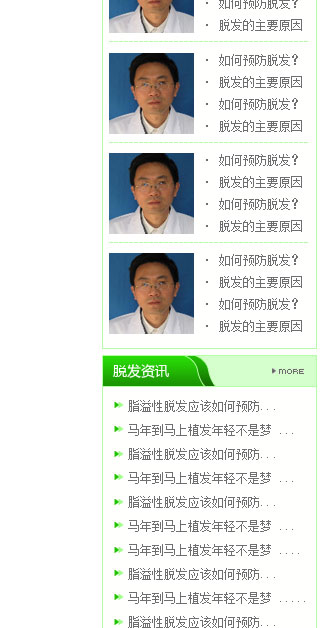 · 如何预防脱发?
· 脱发的主要原因
· 如何预防脱发?
· 脱发的主要原因
· 如何预防脱发?
· 脱发的主要原因
· 如何预防脱发?
· 脱发的主要原因
· 如何预防脱发?
· 脱发的主要原因
· 如何预防脱发?
· 脱发的主要原因
· 如何预防脱发?
· 脱发的主要原因
脱发资讯 MORE
脂溢性脱发应该如何预防...
马年到马上植发年轻不是梦 ...
脂溢性脱发应该如何预防...
马年到马上植发年轻不是梦 ...
脂溢性脱发应该如何预防...
马年到马上植发年轻不是梦 ...
马年到马上植发年轻不是梦 ....
脂溢性脱发应该如何预防...
马年到马上植发年轻不是梦 .....
脂溢性脱发应该如何预防...